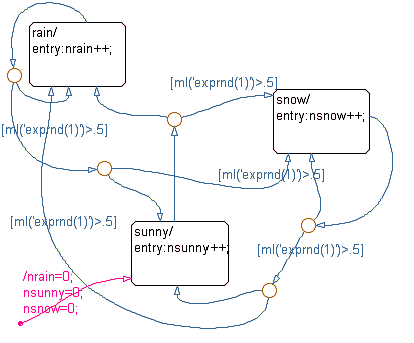 rain/
entry:nrain++;
[ml('exprnd(1)')>.5]
snow/
entry:nsnow++;
[ml('exprnd(1)')>.5]
[ml('exprnd(1)')>.5]
[ml('exprnd(1)')>.5]
sunny/
entry:nsunny++;
[ml('exprnd(1)')>.5]
/nrain=0;
nsunny=0;
nsnow=0;